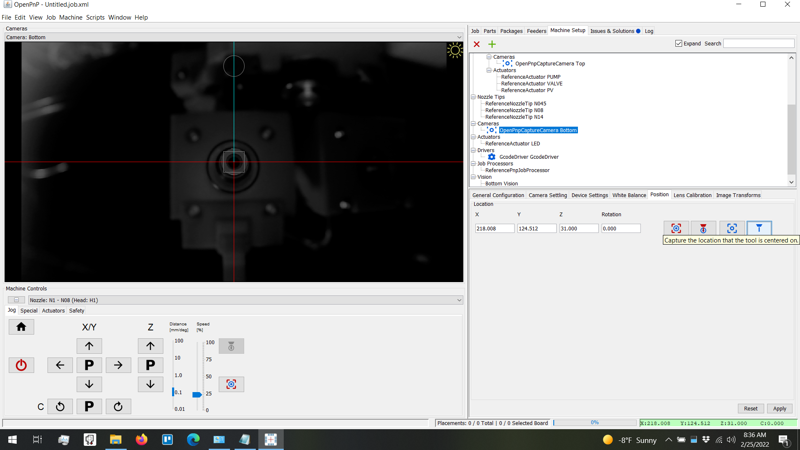 OpenPnP - Untitled.job.xml
File Edit View Job Machine Scripts Window Help
Cameras
Camera: Bottom
Job Parts Packages Feeders Machine Setup Issues & Solutions Log
Expand Search
Cameras
OpenPnpCaptureCamera Top
Actuators
ReferenceActuator PUMP
ReferenceActuator VALVE
ReferenceActuator PV
Nozzle Tips
ReferenceNozzleTip N045
ReferenceNozzleTip N08
ReferenceNozzleTip N14
Cameras
OpenPnpCaptureCamera Bottom
Actuators
ReferenceActuator LED
Drivers
GcodeDriver GcodeDriver
Job Processors
ReferencePnpJobProcessor
Vision
Bottom Vision
General Configuration Camera Settling Device Settings White Balance Position Lens Calibration Image Transforms
Location
X Y Z Rotation
218.008 124.512 31.000 0.000
Capture the location that the tool is centered on.
Machine Controls
Nozzle: N1 - N08 (Head: H1)
Jog Special Actuators Safety
X/Y Z
Distance [mm/deg]
Speed [%]
100 100
10 75
1.0 50
0.1 25
0.01 0
P P
C P
Reset Apply
Placements: 0 / 0 Total | 0 / 0 Selected Board 0% X:218.008 Y:124.512 Z:31.000 C:0.000
-8°F Sunny
8:36 AM
2/25/2022
1